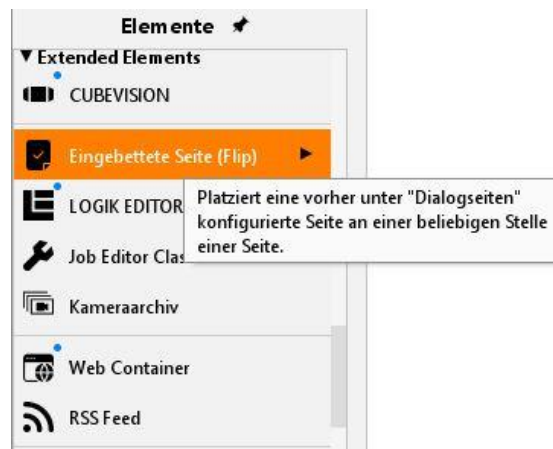 Elemente
Extended Elements
CUBEVISION
Eingebettete Seite (Flip)
LOGIK EDITOR
Platziert eine vorher unter "Dialogseiten"
konfigurierte Seite an einer beliebigen Stelle
einer Seite.
Job Editor Clas
Kameraarchiv
Web Container
RSS Feed